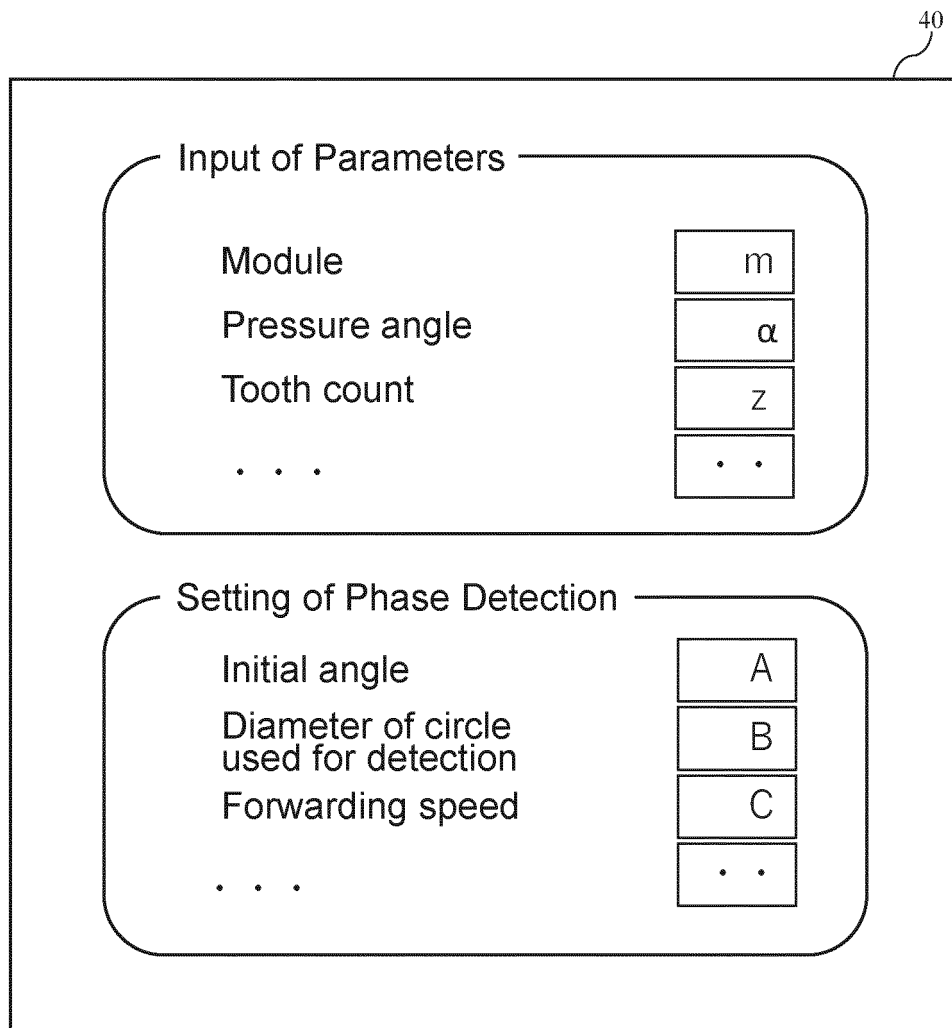 40
Input of Parameters
Module m
Pressure angle α
Tooth count z
. . . . .
Setting of Phase Detection
Initial angle A
Diameter of circle
used for detection B
Forwarding speed C
. . . . .